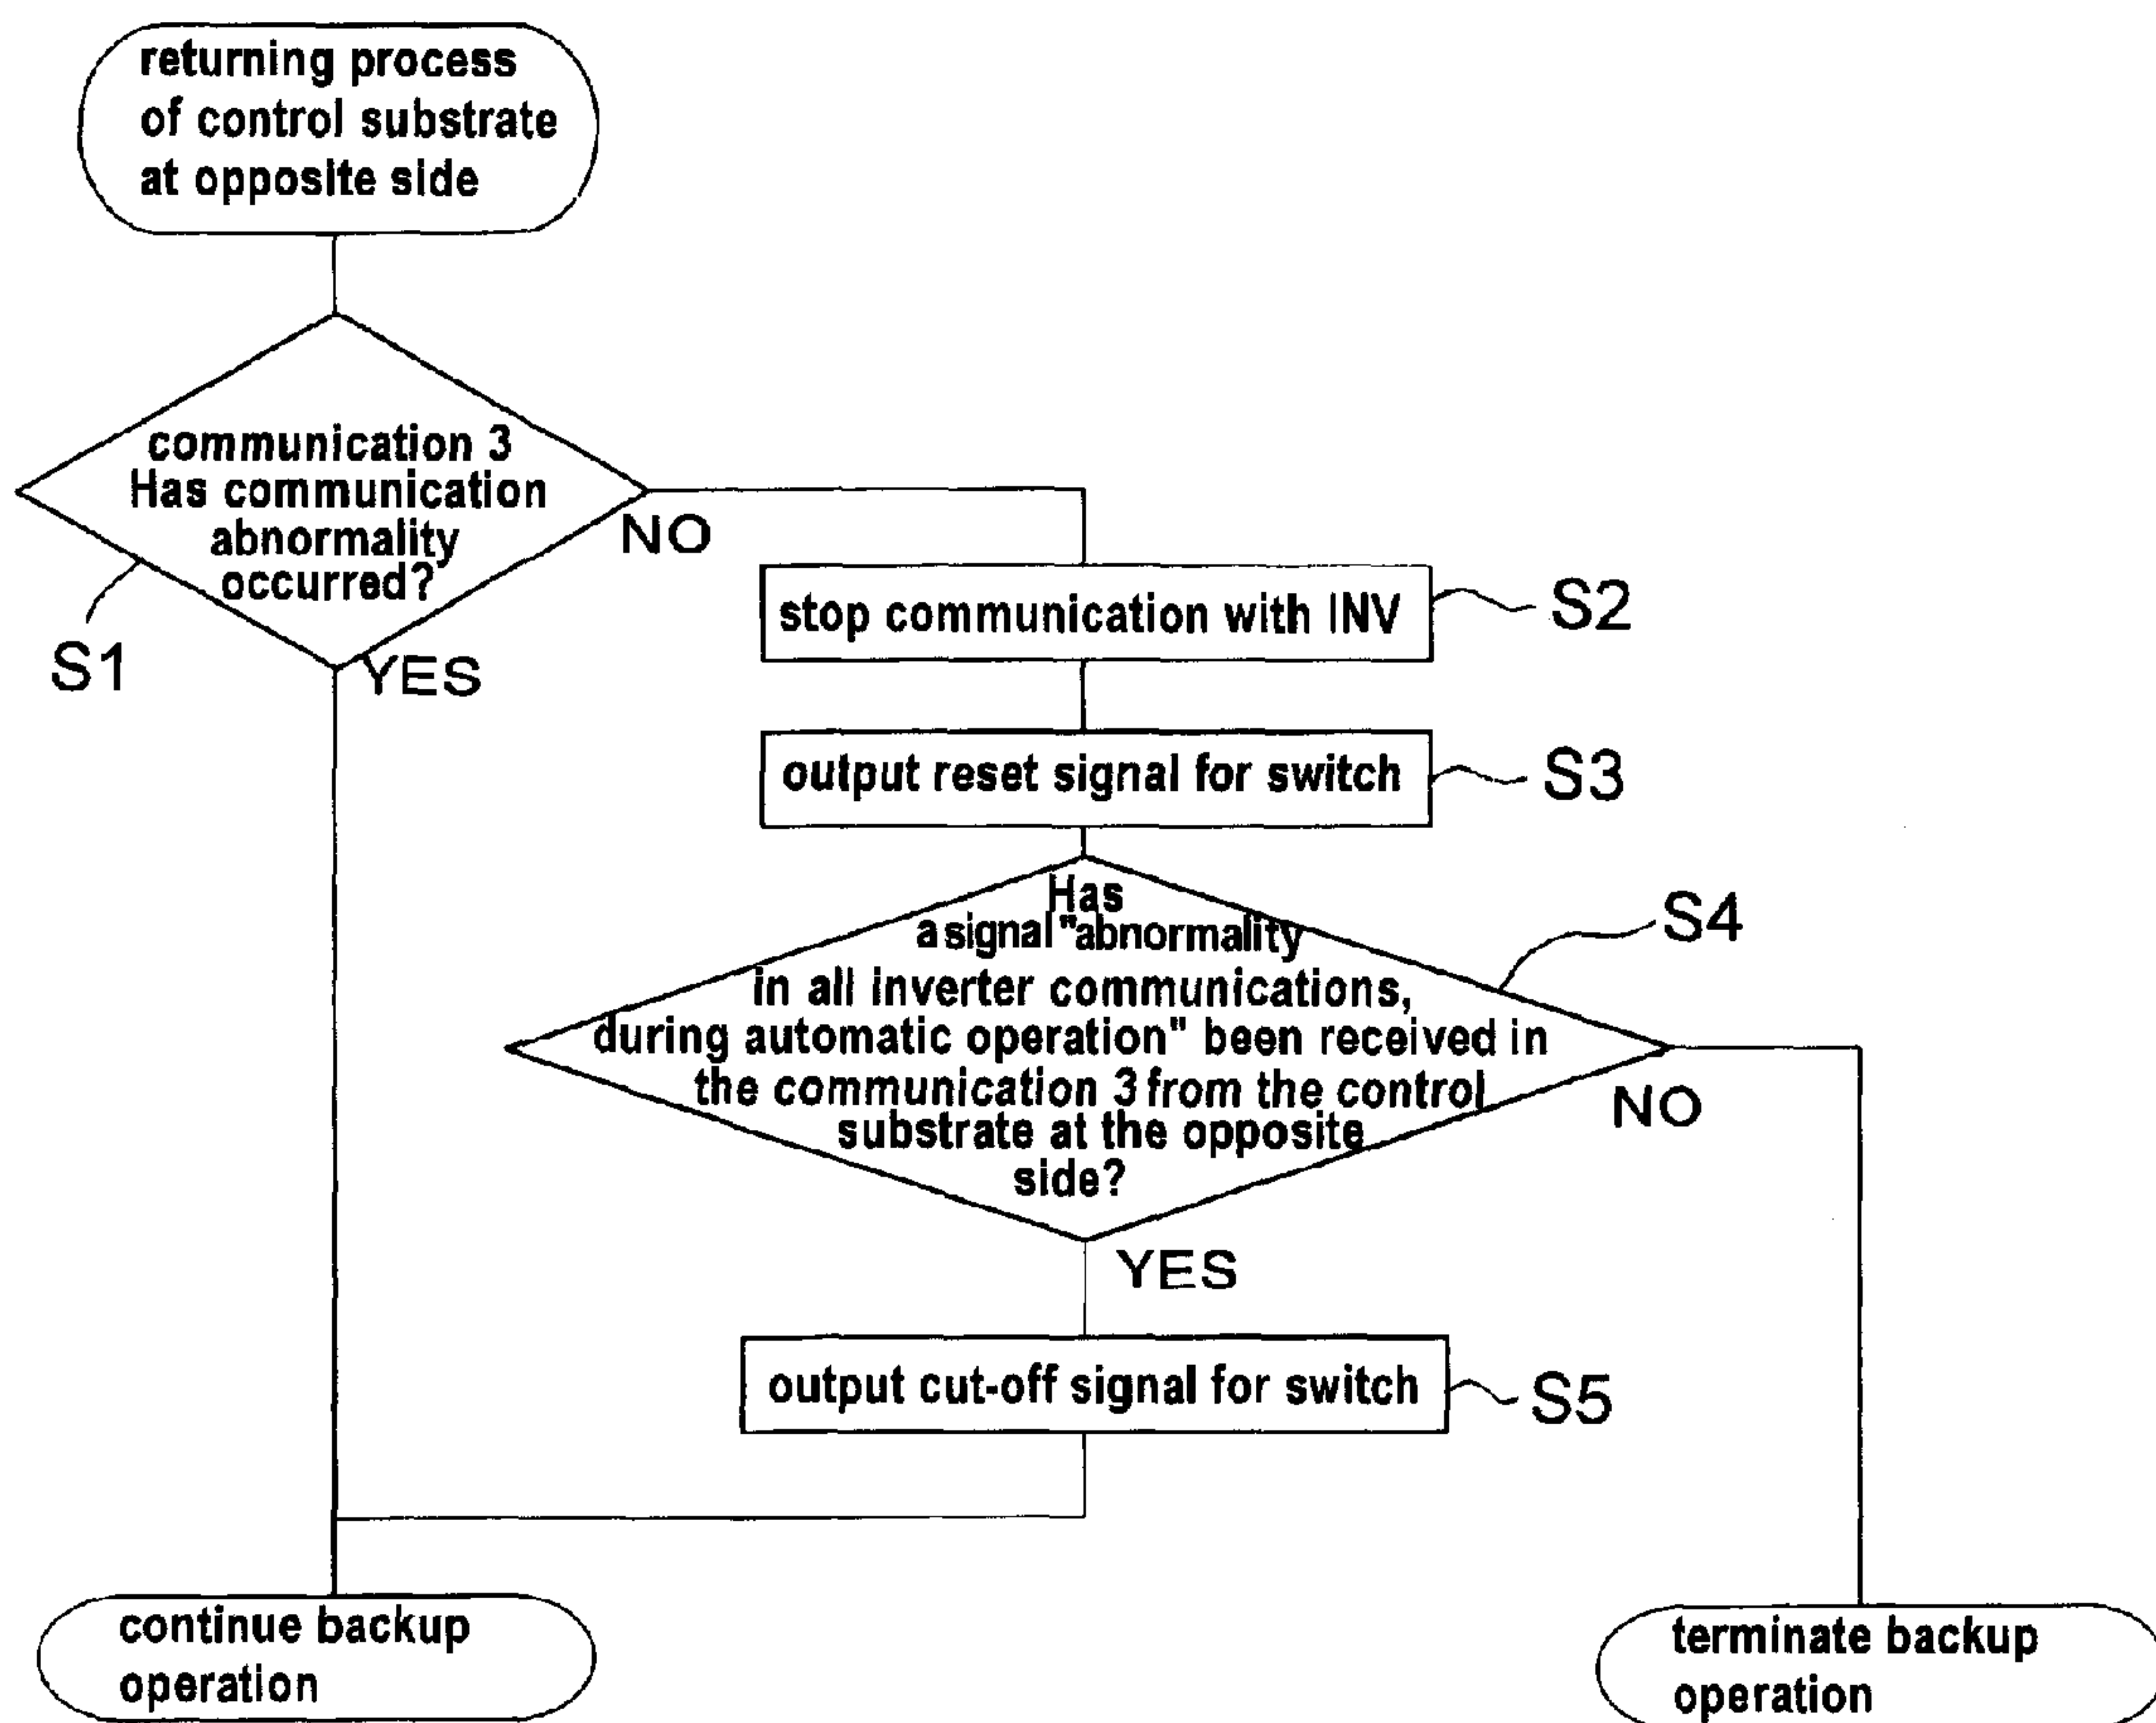 returning process
of control substrate
at opposite side
communication 3
Has communication
abnormality
occurred?
NO
S1
YES
stop communication with INV
S2
output reset signal for switch
S3
Has
a signal "abnormality
in all inverter communications,
during automatic operation" been received in
the communication 3 from the control
substrate at the opposite
side?
S4
NO
YES
output cut-off signal for switch
S5
continue backup
operation
terminate backup
operation